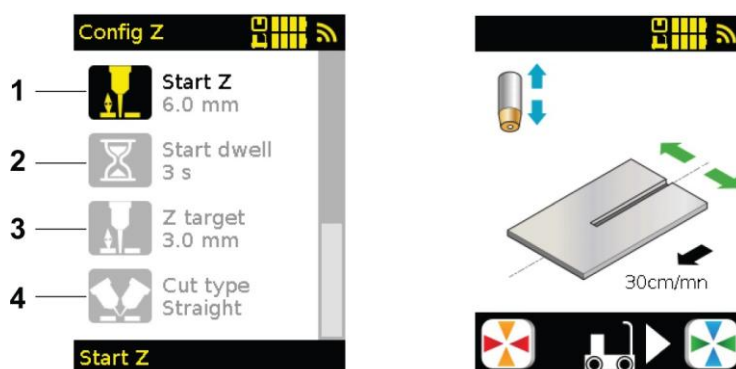 Config Z
1
Start Z
6.0 mm
2
Start dwell
3 s
3
Z target
3.0 mm
4
Cut type
Straight
Start Z
30cm/mn